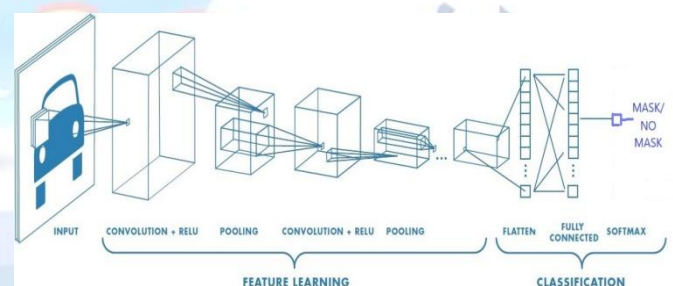 MASK/
NO
MASK
INPUT
CONVOLUTION + RELU
POOLING
CONVOLUTION + RELU
POOLING
FLATTEN
FULLY
CONNECTED
SOFTMAX
FEATURE LEARNING
CLASSIFICATION